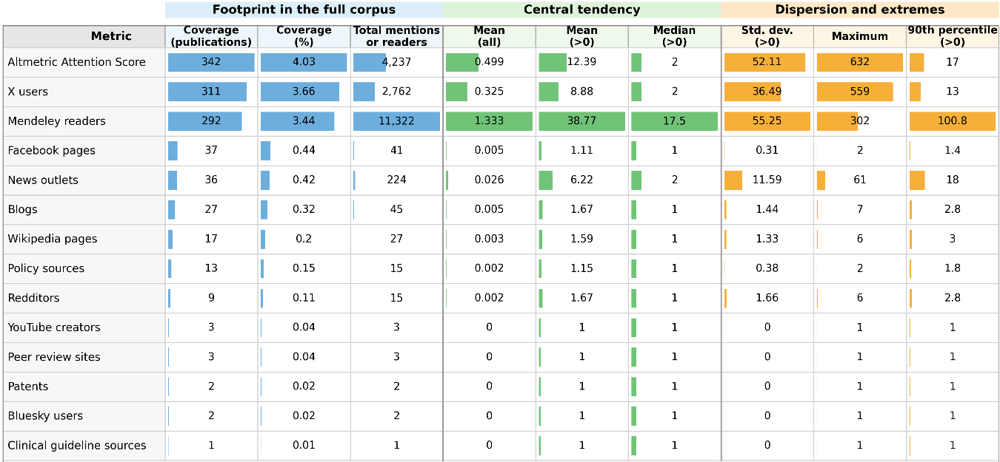 Footprint in the full corpus Central tendency Dispersion and extremes
Metric Coverage (publications) Coverage (%) Total mentions or readers Mean (all) Mean (>0) Median (>0) Std. dev. (>0) Maximum 90th percentile (>0)
Altmetric Attention Score 342 4.03 4,237 0.499 12.39 2 52.11 632 17
X users 311 3.66 2,762 0.325 8.88 2 36.49 559 13
Mendeley readers 292 3.44 11,322 1.333 38.77 17.5 55.25 302 100.8
Facebook pages 37 0.44 41 0.005 1.11 1 0.31 2 1.4
News outlets 36 0.42 224 0.026 6.22 2 11.59 61 18
Blogs 27 0.32 45 0.005 1.67 1 1.44 7 2.8
Wikipedia pages 17 0.2 27 0.003 1.59 1 1.33 6 3
Policy sources 13 0.15 15 0.002 1.15 1 0.38 2 1.8
Redditors 9 0.11 15 0.002 1.67 1 1.66 6 2.8
YouTube creators 3 0.04 3 0 1 1 0 1 1
Peer review sites 3 0.04 3 0 1 1 0 1 1
Patents 2 0.02 2 0 1 1 0 1 1
Bluesky users 2 0.02 2 0 1 1 0 1 1
Clinical guideline sources 1 0.01 1 0 1 1 0 1 1